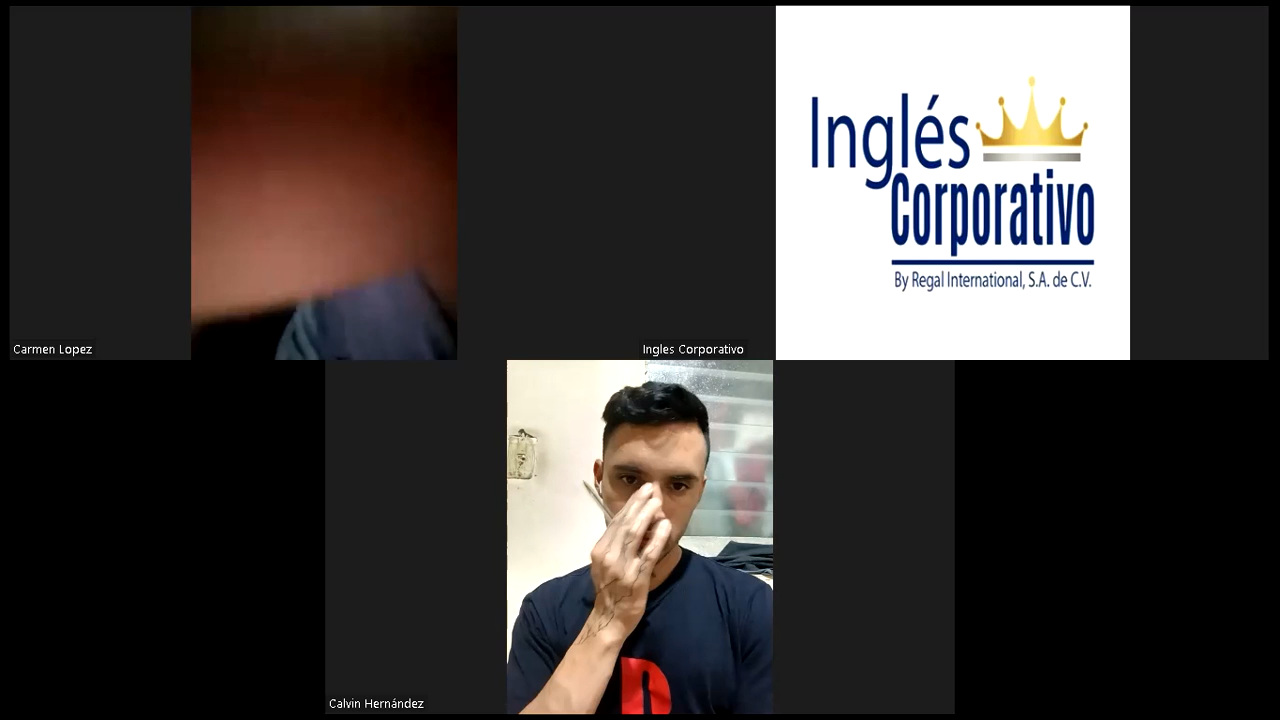 Inglés
Corporativo
By Regal International, S.A. de C.V.
Carmen Lopez
Ingles Corporativo
Calvin Hernández